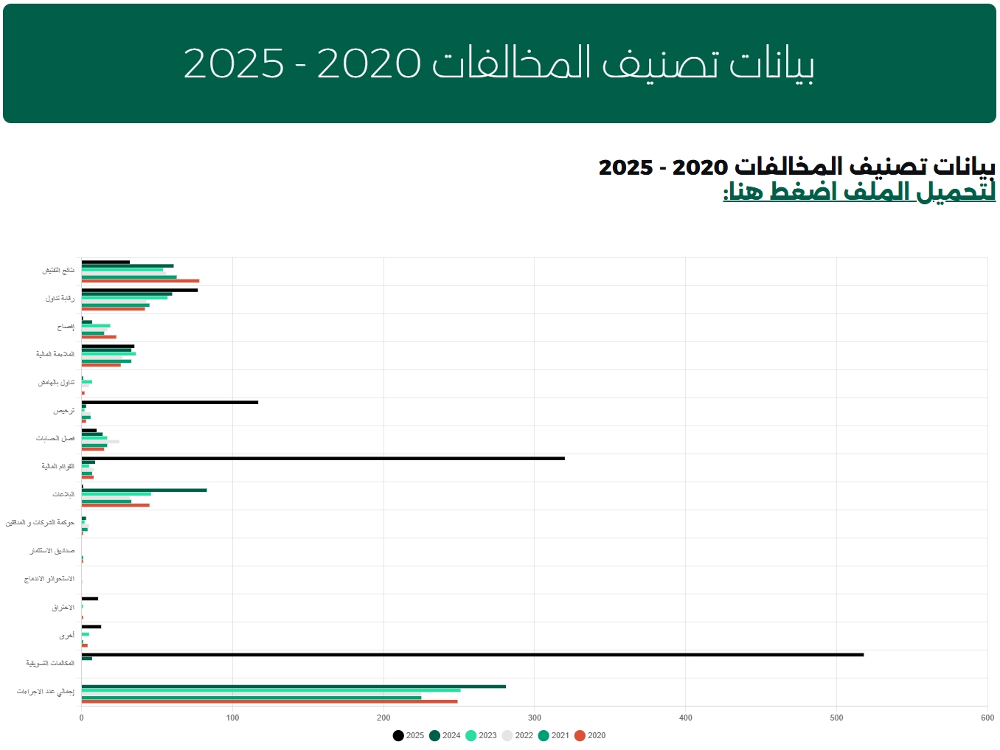 بيانات تصنيف المخالفات 2020 - 2025
بيانات تصنيف المخالفات 2020 - 2025
لتحميل الملف اضغط هنا:
نتائج التفتيش
رقابة تداول
إفصاح
الملاءمة المالية
تداول بالهامش
ترخيص
فصل الحسابات
القوائم المالية
البلاغات
حوكمة الشركات و المدققين
صناديق الاستثمار
الاستحواذو الاندماج
الاختراق
أخرى
المكالمات التسويقية
إجمالي عدد الاجراءات
0 100 200 300 400 500 600
2025 2024 2023 2022 2021 2020